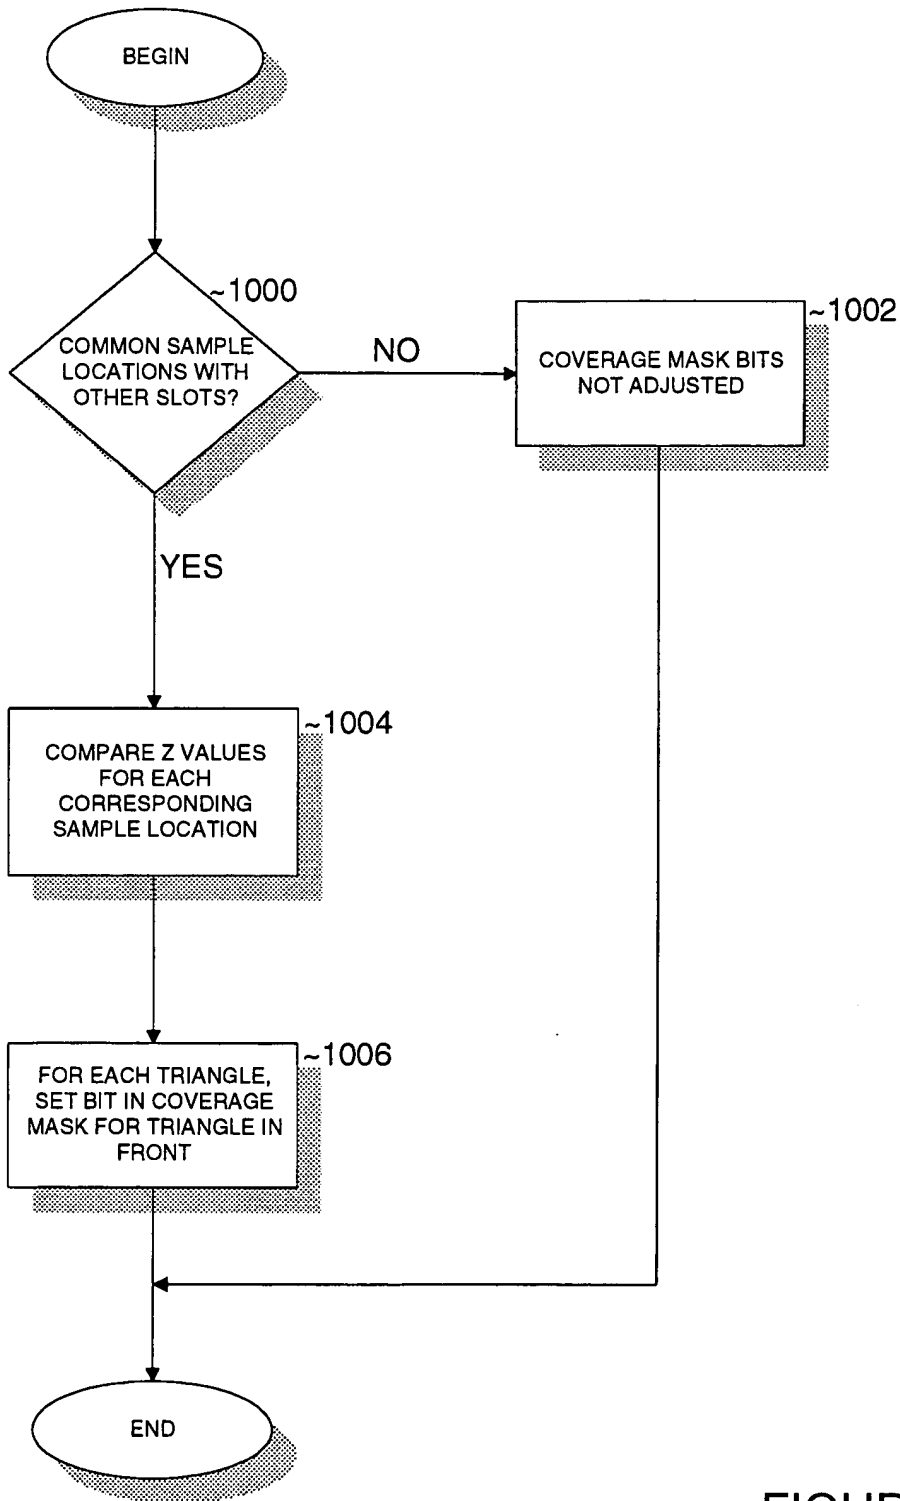 BEGIN
~1000
COMMON SAMPLE
LOCATIONS WITH
OTHER SLOTS?
NO
~1002
COVERAGE MASK BITS
NOT ADJUSTED
YES
~1004
COMPARE Z VALUES
FOR EACH
CORRESPONDING
SAMPLE LOCATION
~1006
FOR EACH TRIANGLE,
SET BIT IN COVERAGE
MASK FOR TRIANGLE IN
FRONT
END